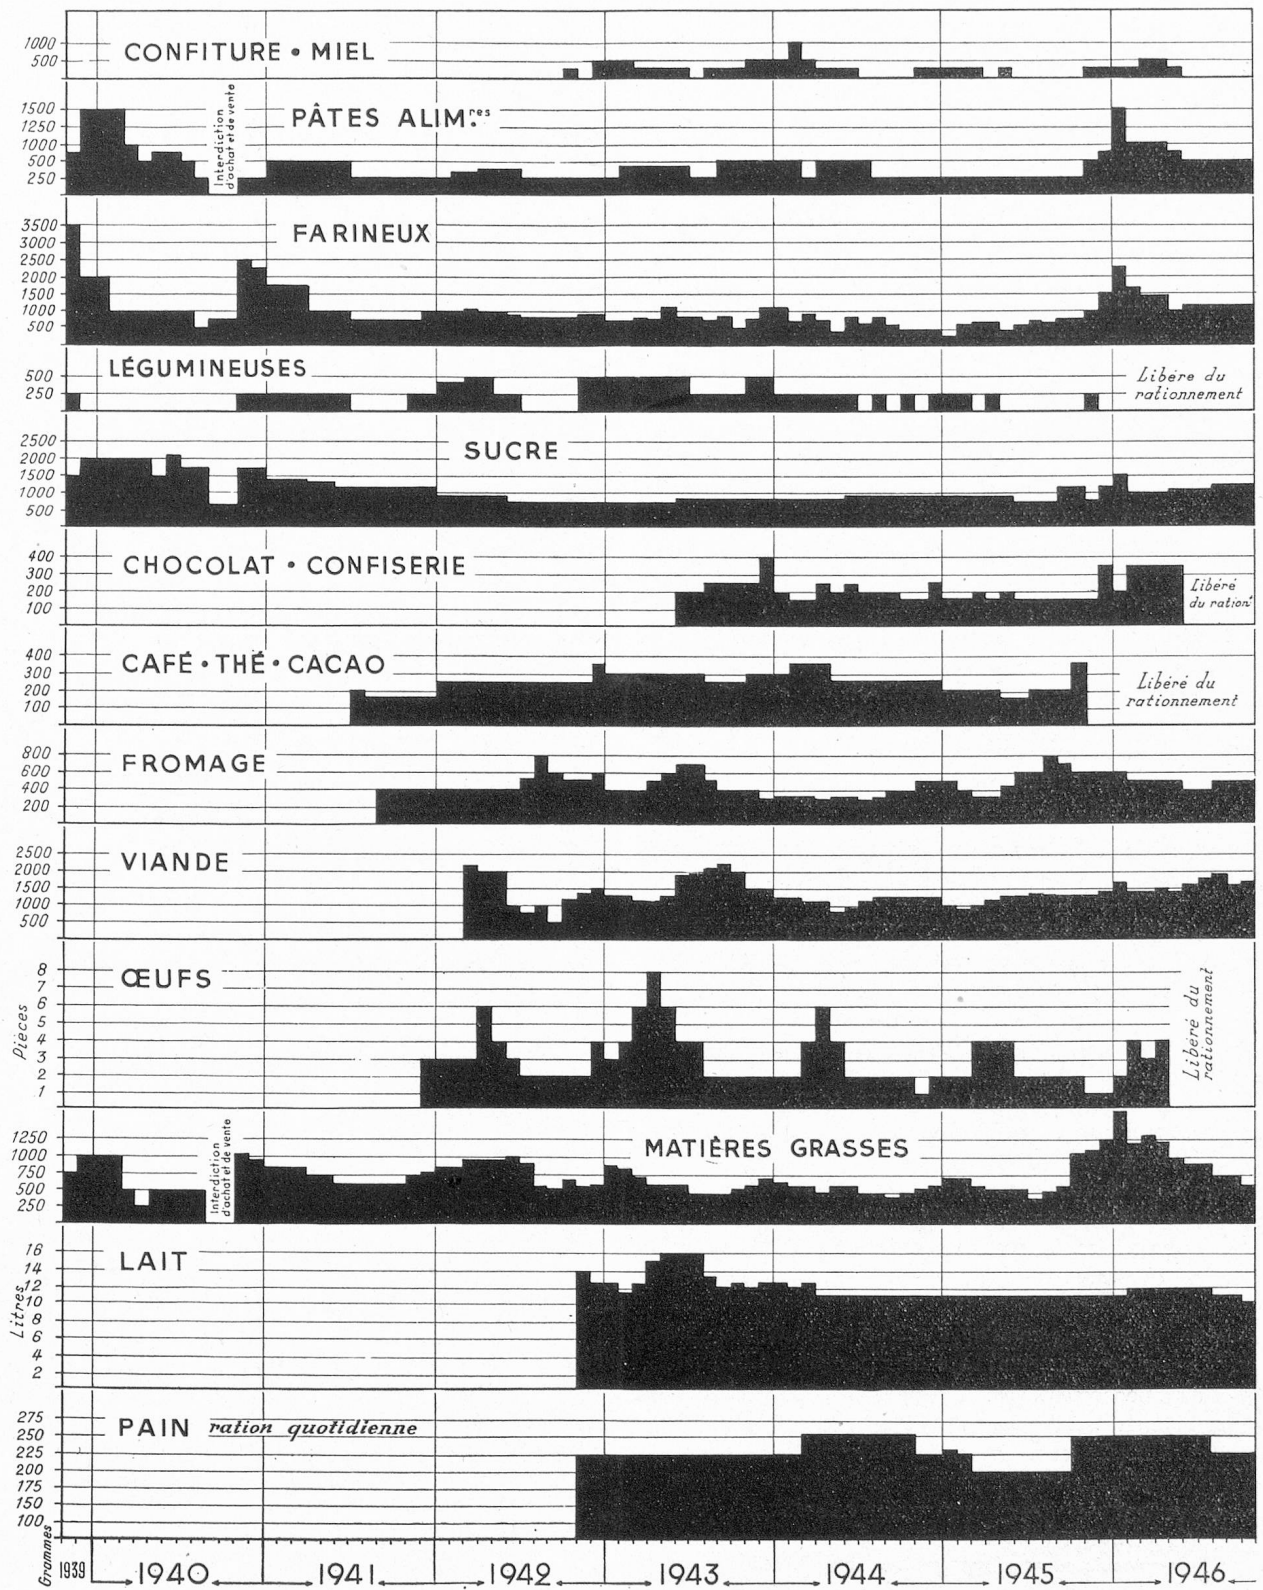 CONFITURE • MIEL
1000
500
PÂTES ALIM.res
Interdiction
d'achat et de vente
1500
1250
1000
500
250
FARINEUX
3500
3000
2500
2000
1500
1000
500
LÉGUMINEUSES
500
250
Libéré du
rationnement
SUCRE
2500
2000
1500
1000
500
CHOCOLAT • CONFISERIE
400
300
200
100
Libéré
du ration.t
CAFÉ • THÉ • CACAO
400
300
200
100
Libéré du
rationnement
FROMAGE
800
600
400
200
VIANDE
2500
2000
1500
1000
500
ŒUFS
8
7
6
5
4
3
2
1
Pièces
Libéré du
rationnement
MATIÈRES GRASSES
Interdiction
d'achat et de vente
1250
1000
750
500
250
LAIT
16
14
12
10
8
6
4
2
Litres
PAIN ration quotidienne
275
250
225
200
175
150
100
Grammes
1939 1940 1941 1942 1943 1944 1945 1946